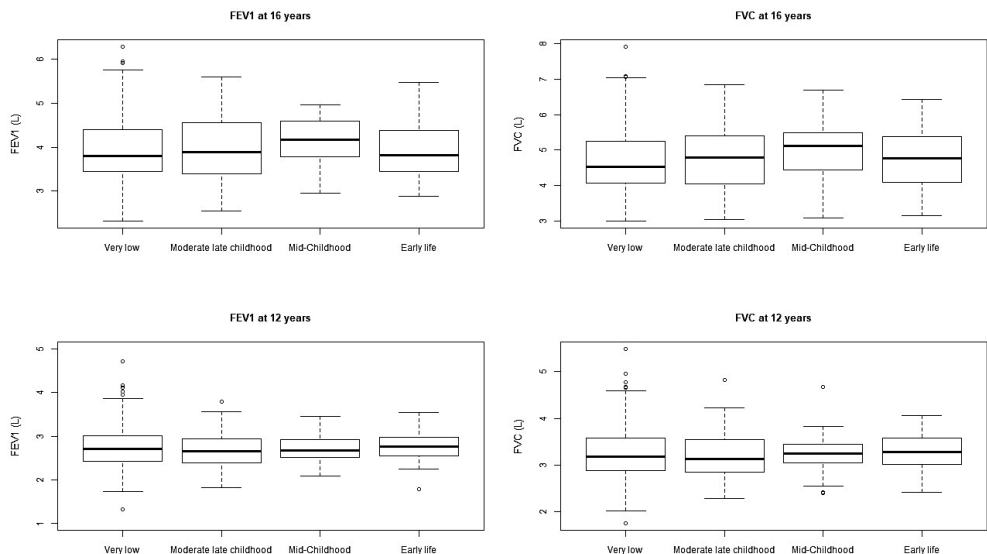 FEV1 at 16 years
FEV1 (L)
6
5
4
3
Very low
Moderate late childhood
Mid-Childhood
Early life
FVC at 16 years
FVC (L)
8
7
6
5
4
3
Very low
Moderate late childhood
Mid-Childhood
Early life
FEV1 at 12 years
FEV1 (L)
5
4
3
2
1
Very low
Moderate late childhood
Mid-Childhood
Early life
FVC at 12 years
FVC (L)
5
4
3
2
Very low
Moderate late childhood
Mid-Childhood
Early life